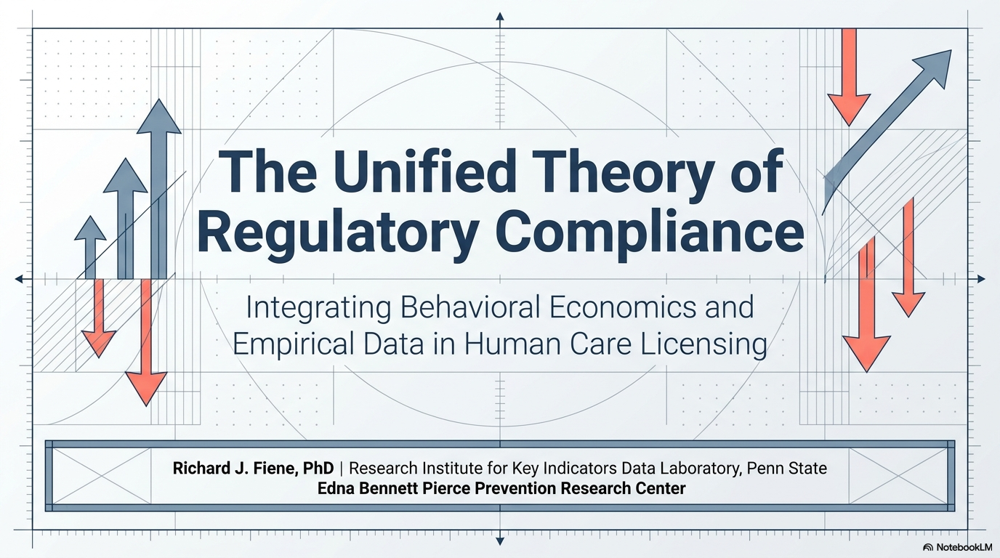 The Unified Theory of
Regulatory Compliance
Integrating Behavioral Economics and
Empirical Data in Human Care Licensing
Richard J. Fiene, PhD | Research Institute for Key Indicators Data Laboratory, Penn State
Edna Bennett Pierce Prevention Research Center
NotebookLM